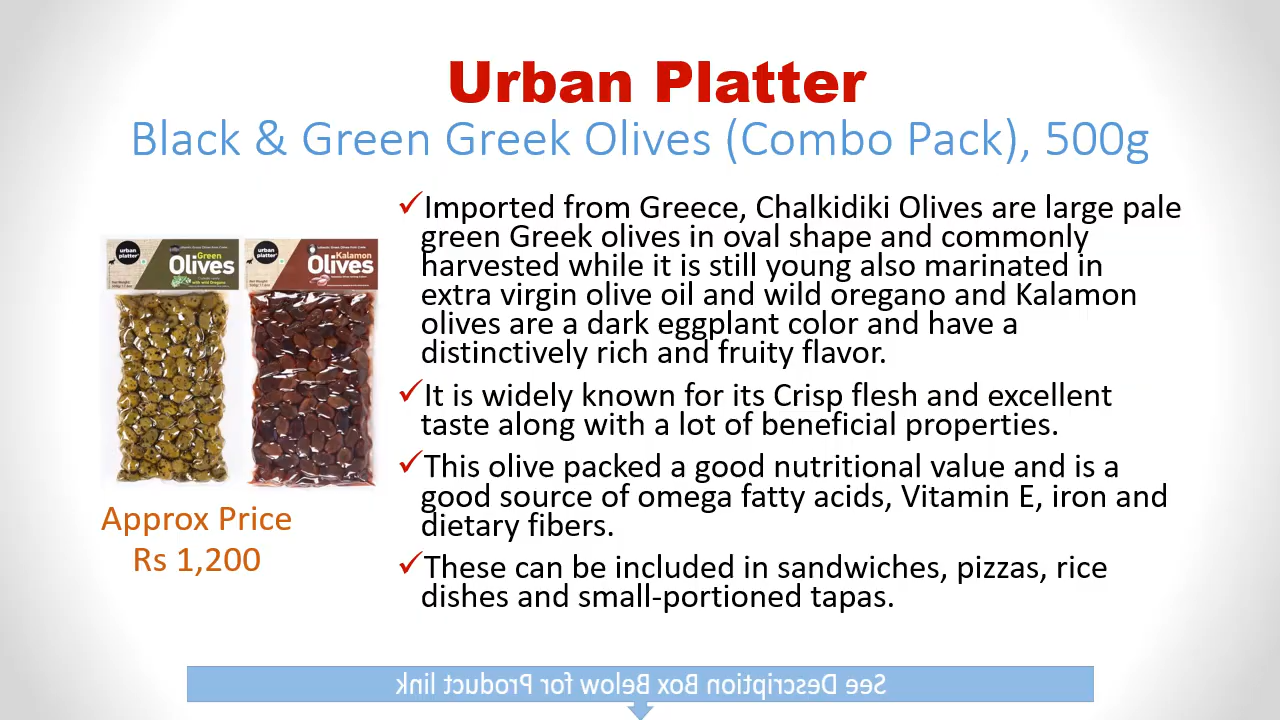 Urban Platter
Black & Green Greek Olives (Combo Pack), 500g
✓Imported from Greece, Chalkidiki Olives are large pale
green Greek olives in oval shape and commonly
harvested while it is still young also marinated in
extra virgin olive oil and wild oregano and Kalamon
olives are a dark eggplant color and have a
distinctively rich and fruity flavor.
✓It is widely known for its Crisp flesh and excellent
taste along with a lot of beneficial properties.
✓This olive packed a good nutritional value and is a
good source of omega fatty acids, Vitamin E, iron and
dietary fibers.
✓These can be included in sandwiches, pizzas, rice
dishes and small-portioned tapas.
urban
platter
Green
Olives
with wild Oregano
urban
platter
Kalamon
Olives
Approx Price
Rs 1,200
See Description Box Below for Product link